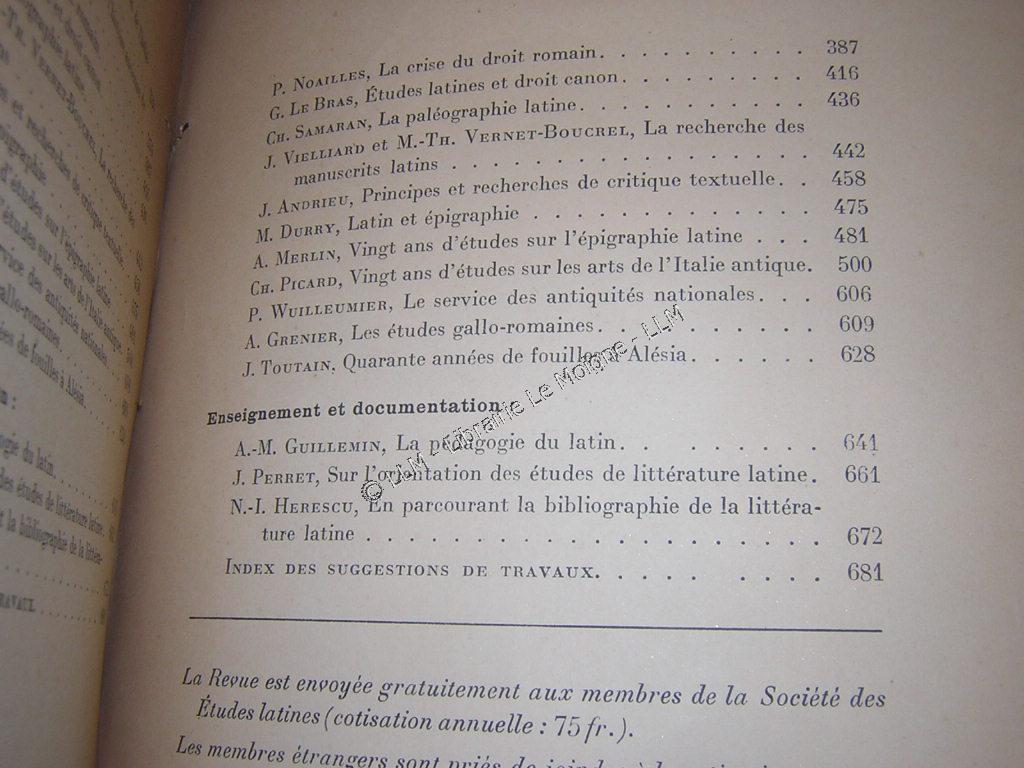 P. NOAILLES, La crise du droit romain. . . . . . . . . . 387
G. LE BRAS, Études latines et droit canon . . . . . . . . . 416
CH. SAMARAN, La paléographie latine. . . . . . . . . . . 436
J. VIELLIARD et M.-TH. VERNET-BOUCREL, La recherche des
manuscrits latins . . . . . . . . . . . . . . . . 442
J. ANDRIEU, Principes et recherches de critique textuelle. . 458
M. DURRY, Latin et épigraphie . . . . . . . . . . . . . 475
A. MERLIN, Vingt ans d'études sur l'épigraphie latine . . . 481
CH. PICARD, Vingt ans d'études sur les arts de l'Italie antique. 500
P. WUILLEUMIER, Le service des antiquités nationales. . . 606
A. GRENIER, Les études gallo-romaines. . . . . . . . . . 609
J. TOUTAIN, Quarante années de fouilles à Alésia. . . . . . 628
Enseignement et documentation :
A.-M. GUILLEMIN, La pédagogie du latin. . . . . . . . 641
J. PERRET, Sur l'orientation des études de littérature latine. 661
N.-I. HERESCU, En parcourant la bibliographie de la littéra-
ture latine . . . . . . . . . . . . . . . . . . . 672
INDEX DES SUGGESTIONS DE TRAVAUX. . . . . . . . . 681
La Revue est envoyée gratuitement aux membres de la Société des
Études latines (cotisation annuelle : 75 fr.).
Les membres étrangers sont priés de
© LLM - Librairie Le Moigne - LLM